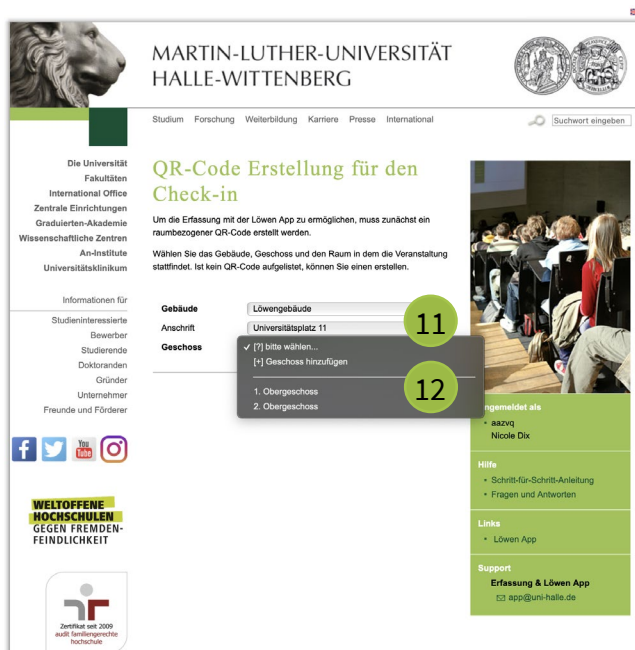 MARTIN-LUTHER-UNIVERSITÄT
HALLE-WITTENBERG
Studium Forschung Weiterbildung Karriere Presse International
Suchwort eingeben
Die Universität
Fakultäten
International Office
Zentrale Einrichtungen
Graduierten-Akademie
Wissenschaftliche Zentren
An-Institute
Universitätsklinikum
Informationen für
Studieninteressierte
Bewerber
Studierende
Doktoranden
Gründer
Unternehmer
Freunde und Förderer
f
You
Tube
WELTOFFENE
HOCHSCHULEN
GEGEN FREMDEN-
FEINDLICHKEIT
Zertifikat seit 2009
audit familiengerechte
hochschule
QR-Code Erstellung für den
Check-in
Um die Erfassung mit der Löwen App zu ermöglichen, muss zunächst ein
raumbezogener QR-Code erstellt werden.
Wählen Sie das Gebäude, Geschoss und den Raum in dem die Veranstaltung
stattfindet. Ist kein QR-Code aufgelistet, können Sie einen erstellen.
Gebäude Löwengebäude
Anschrift Universitätsplatz 11
11
Geschoss ✓ [?] bitte wählen...
[+] Geschoss hinzufügen
12
1. Obergeschoss
2. Obergeschoss
ngemeldet als
aazvq
Nicole Dix
Hilfe
Schritt-für-Schritt-Anleitung
Fragen und Antworten
Links
Löwen App
Support
Erfassung & Löwen App
app@uni-halle.de